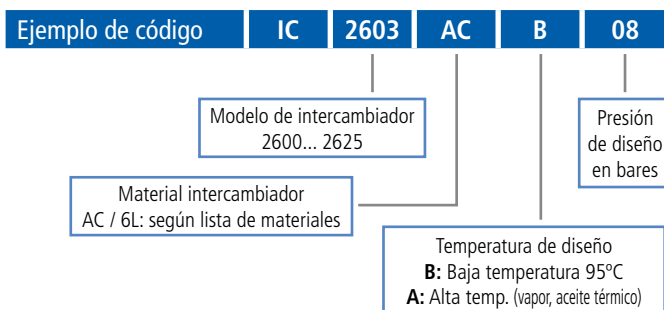 Ejemplo de código IC 2603 AC B 08
Modelo de intercambiador
2600... 2625
Presión
de diseño
en bares
Material intercambiador
AC / 6L: según lista de materiales
Temperatura de diseño
B: Baja temperatura 95ºC
A: Alta temp. (vapor, aceite térmico)